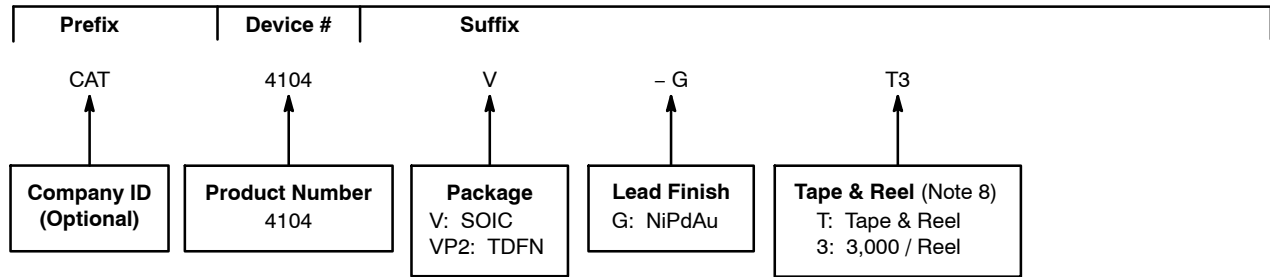 Prefix Device # Suffix
CAT 4104 V – G T3
Company ID
(Optional)
Product Number
4104
Package
V: SOIC
VP2: TDFN
Lead Finish
G: NiPdAu
Tape & Reel (Note 8)
T: Tape & Reel
3: 3,000 / Reel